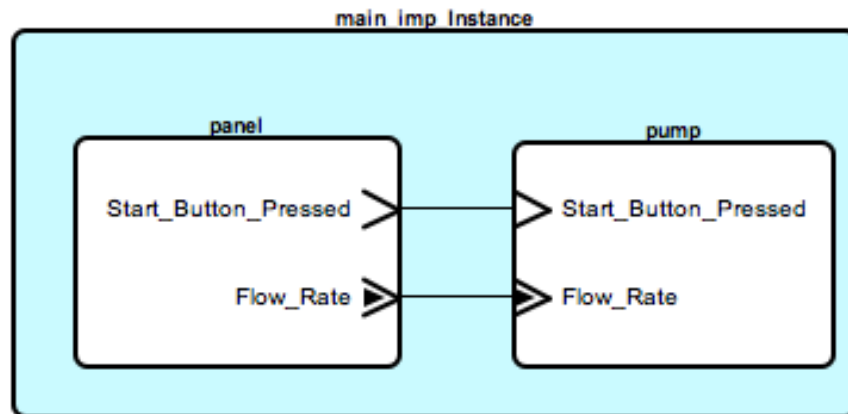 main_imp_Instance
panel
pump
Start_Button_Pressed
Start_Button_Pressed
Flow_Rate
Flow_Rate